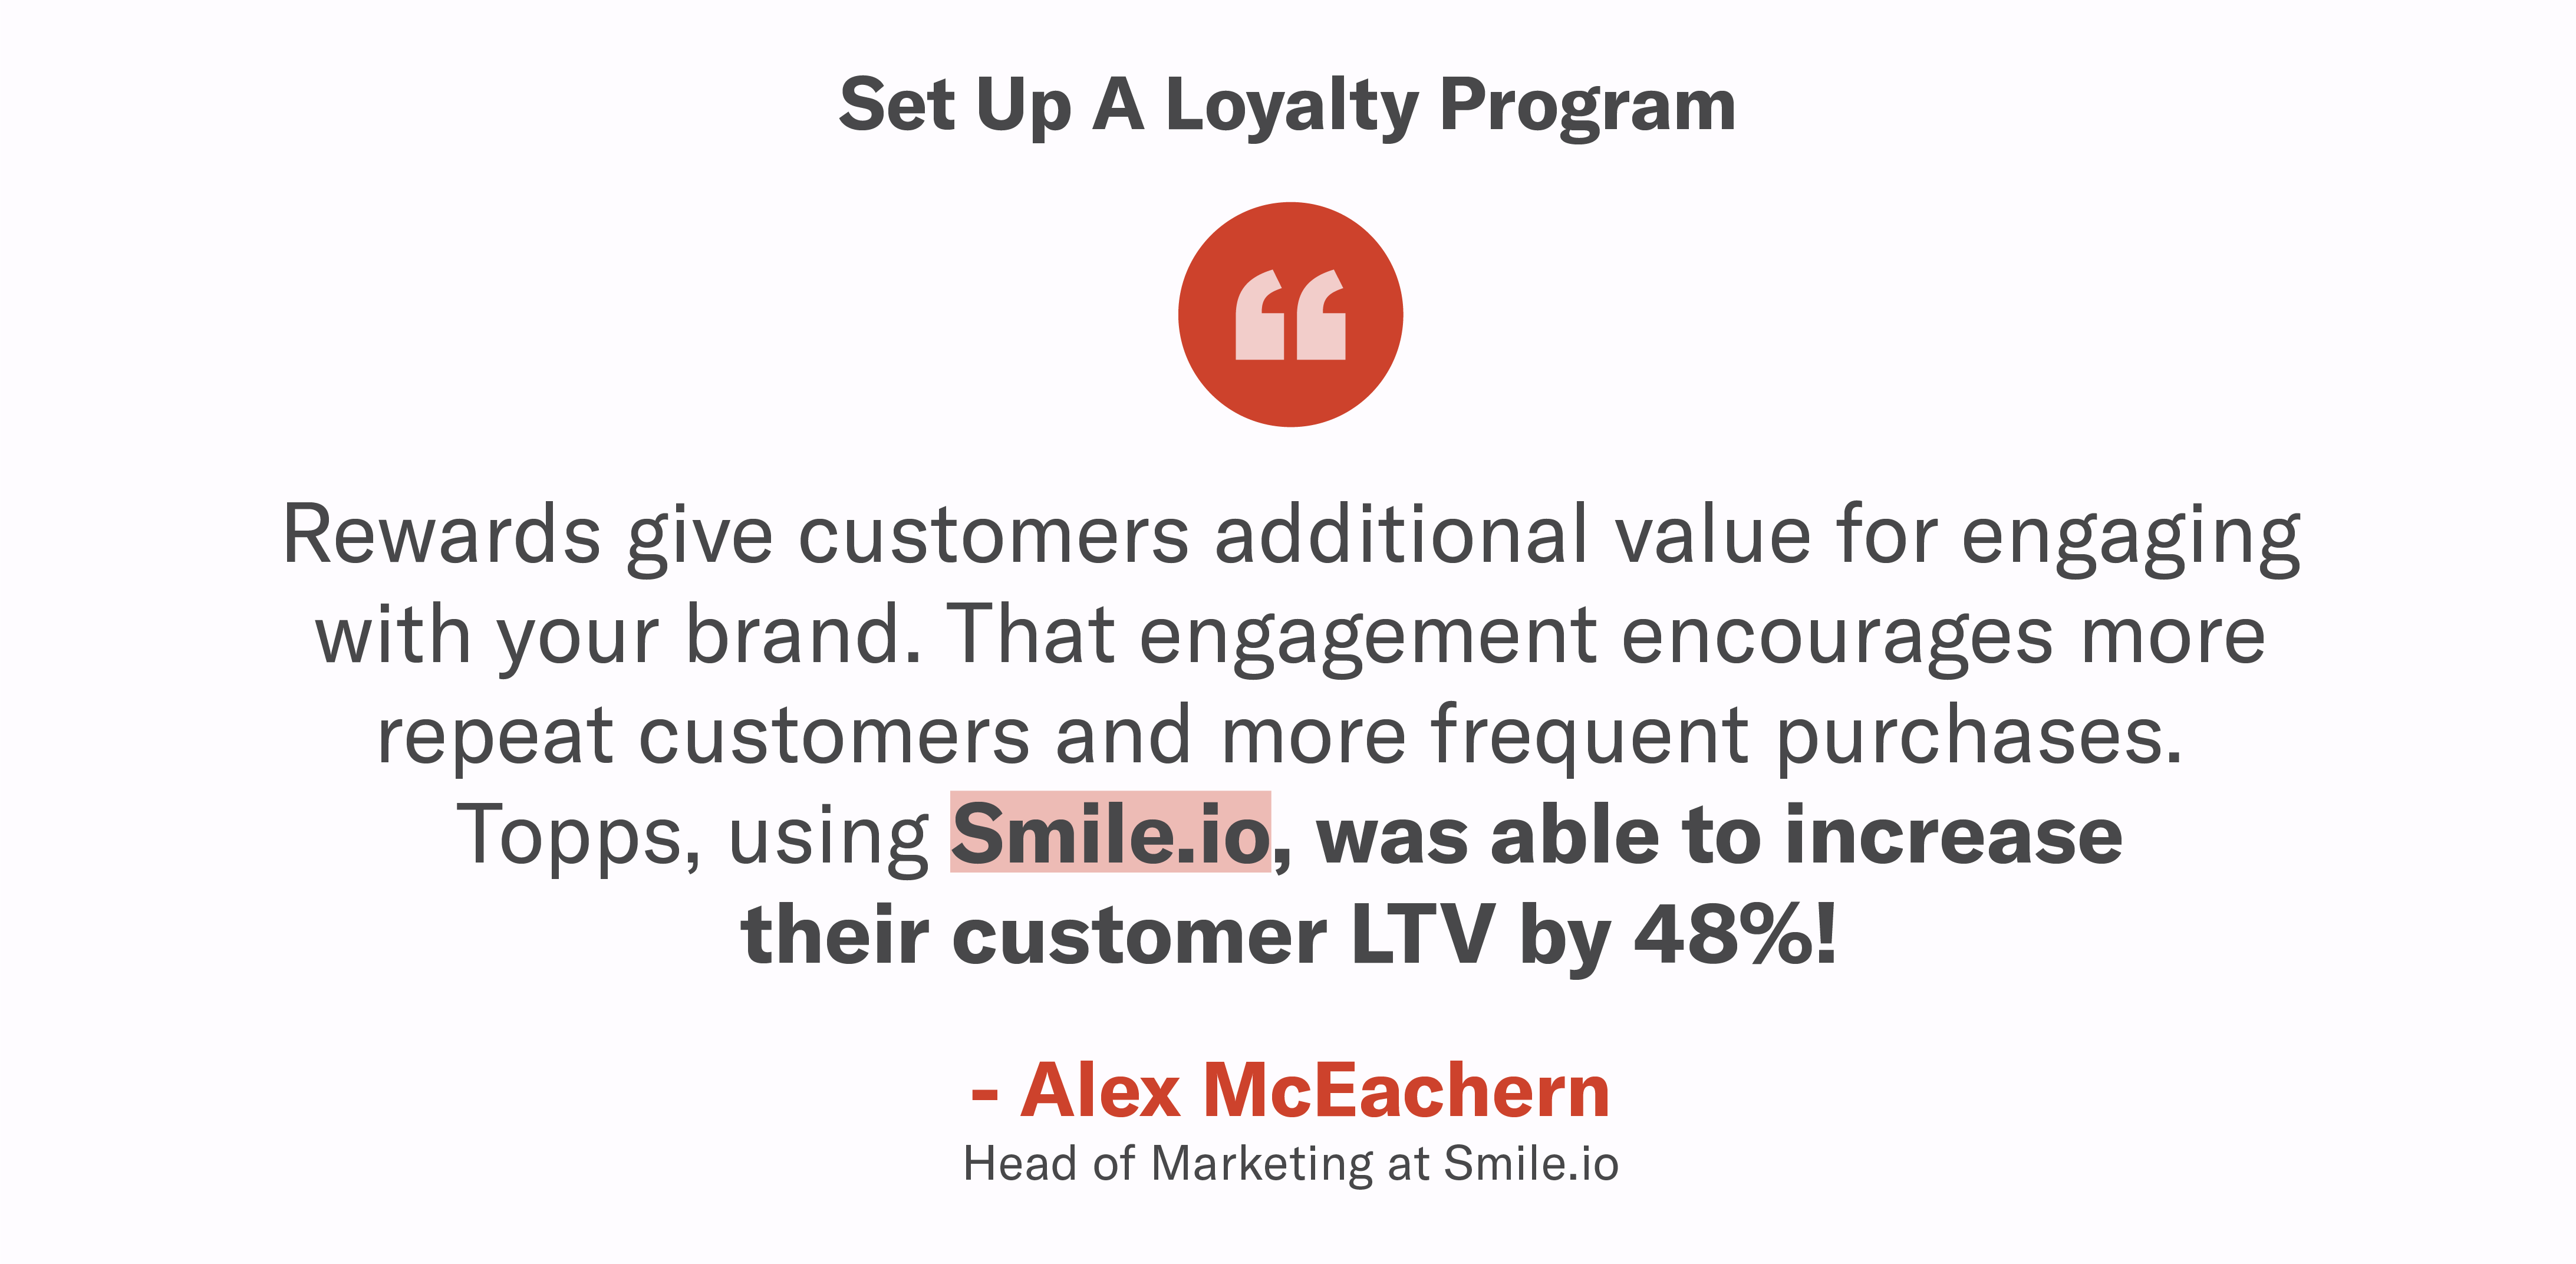 Set Up A Loyalty Program
“
Rewards give customers additional value for engaging
with your brand. That engagement encourages more
repeat customers and more frequent purchases.
Topps, using Smile.io, was able to increase
their customer LTV by 48%!
- Alex McEachern
Head of Marketing at Smile.io